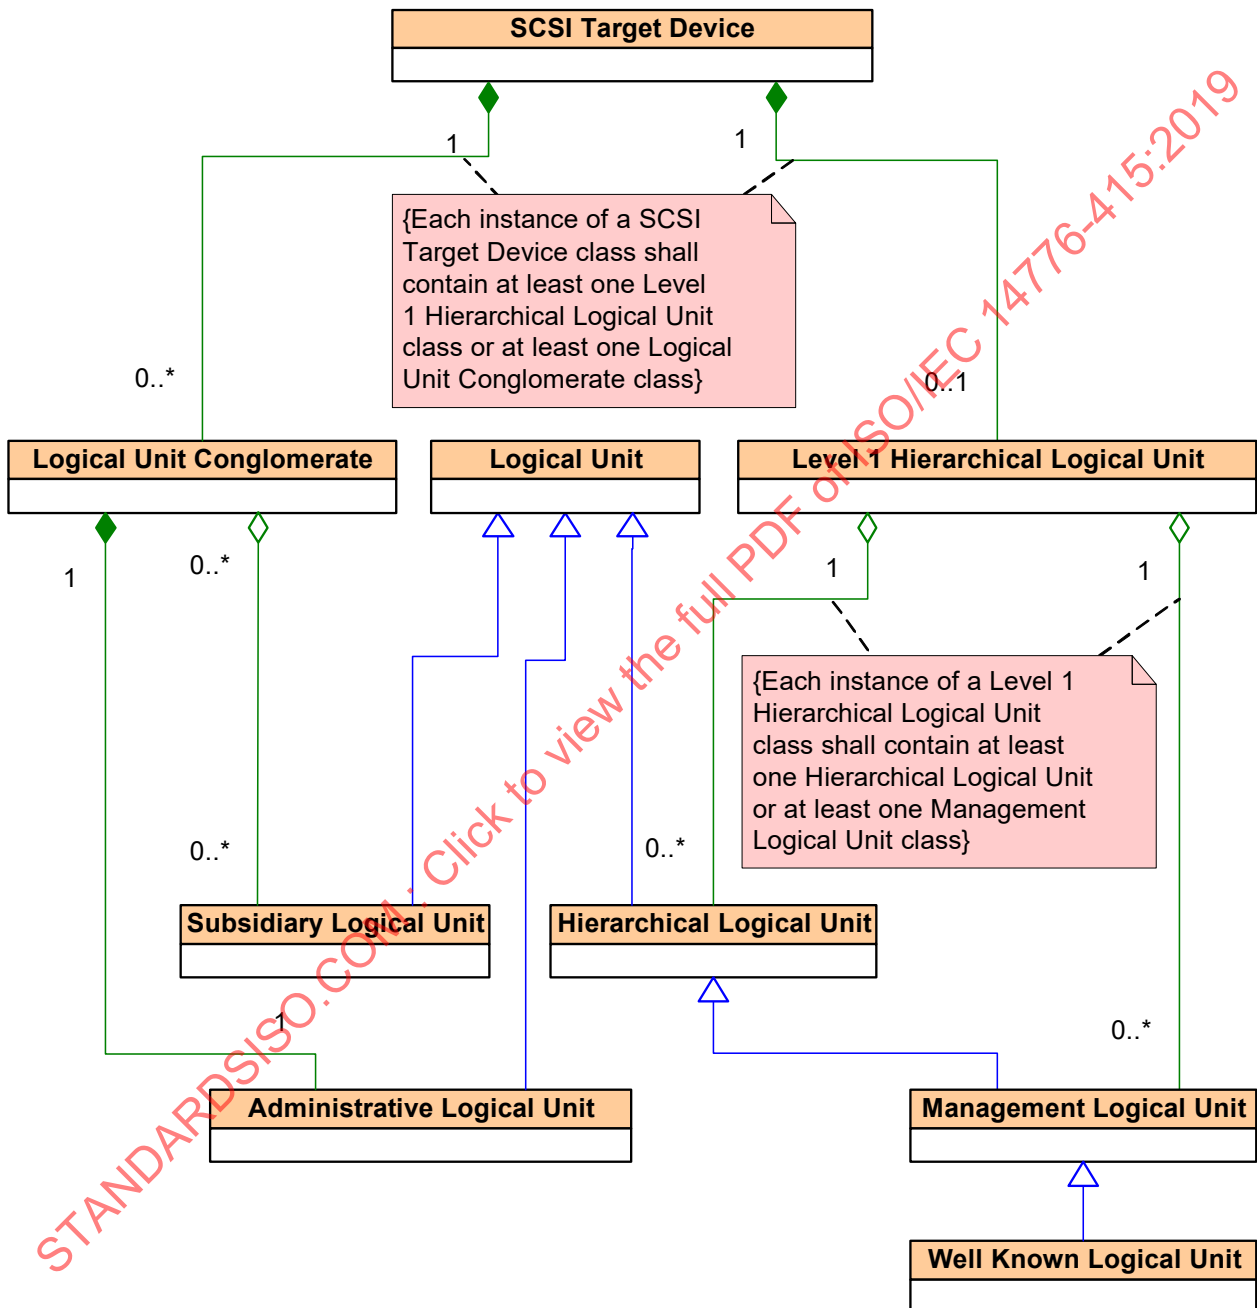 SCSI Target Device
1
1
{Each instance of a SCSI
Target Device class shall
contain at least one Level
1 Hierarchical Logical Unit
class or at least one Logical
Unit Conglomerate class}
0..*
0..1
Logical Unit Conglomerate
Logical Unit
Level 1 Hierarchical Logical Unit
1
0..*
1
1
{Each instance of a Level 1
Hierarchical Logical Unit
class shall contain at least
one Hierarchical Logical Unit
or at least one Management
Logical Unit class}
0..*
0..*
Subsidiary Logical Unit
Hierarchical Logical Unit
1
0..*
Administrative Logical Unit
Management Logical Unit
Well Known Logical Unit
STANDARDSISO.COM : Click to view the full PDF of ISO/IEC 14776-415:2019